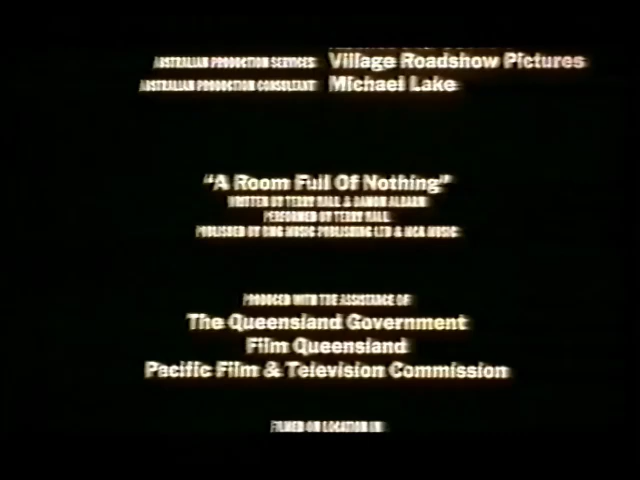 AUSTRALIAN PRODUCTION SERVICES Village Roadshow Pictures
AUSTRALIAN PRODUCTION CONSULTANT Michael Lake
"A Room Full Of Nothing"
WRITTEN BY TERRY HALL & DAMON ALBARN
PERFORMED BY TERRY HALL
PUBLISHED BY BMG MUSIC PUBLISHING LTD & MCA MUSIC
PRODUCED WITH THE ASSISTANCE OF
The Queensland Government
Film Queensland
Pacific Film & Television Commission
FILMED ON LOCATION IN